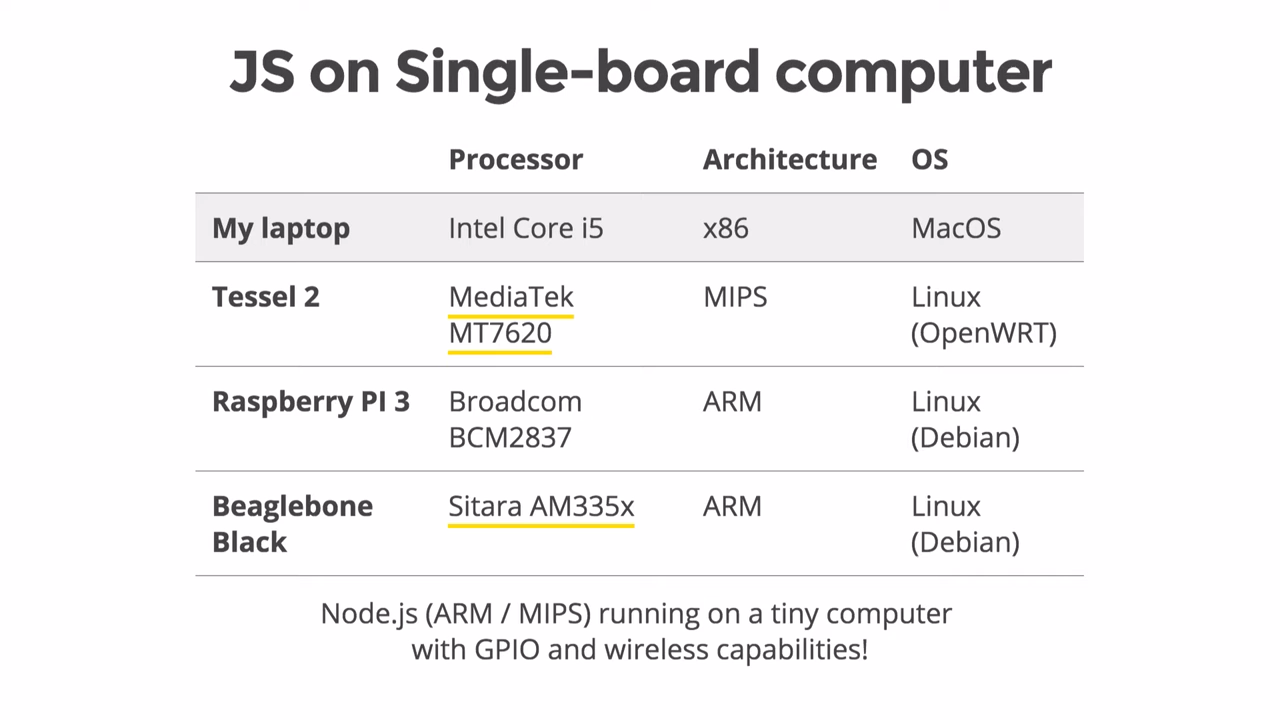 JS on Single-board computer
Processor Architecture OS
My laptop Intel Core i5 x86 MacOS
Tessel 2 MediaTek MIPS Linux
MT7620 (OpenWRT)
Raspberry PI 3 Broadcom ARM Linux
BCM2837 (Debian)
Beaglebone Sitara AM335x ARM Linux
Black (Debian)
Node.js (ARM / MIPS) running on a tiny computer
with GPIO and wireless capabilities!